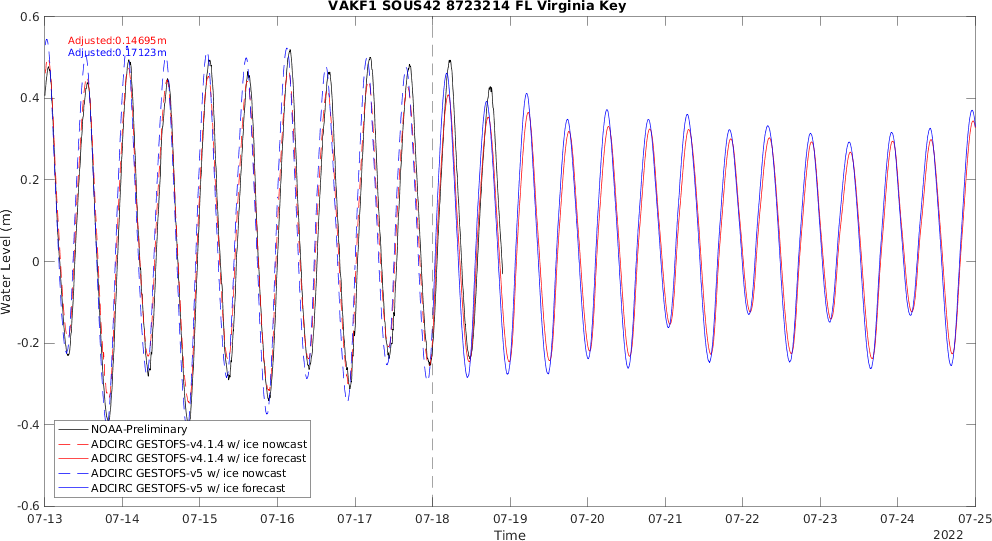 VAKF1 SOUS42 8723214 FL Virginia Key
0.6
Adjusted:0.14695m
Adjusted:0.17123m
0.4
0.2
0
-0.2
-0.4
-0.6
Water Level (m)
NOAA-Preliminary
ADCIRC GESTOFS-v4.1.4 w/ ice nowcast
ADCIRC GESTOFS-v4.1.4 w/ ice forecast
ADCIRC GESTOFS-v5 w/ ice nowcast
ADCIRC GESTOFS-v5 w/ ice forecast
07-13 07-14 07-15 07-16 07-17 07-18 07-19 07-20 07-21 07-22 07-23 07-24 07-25
Time
2022